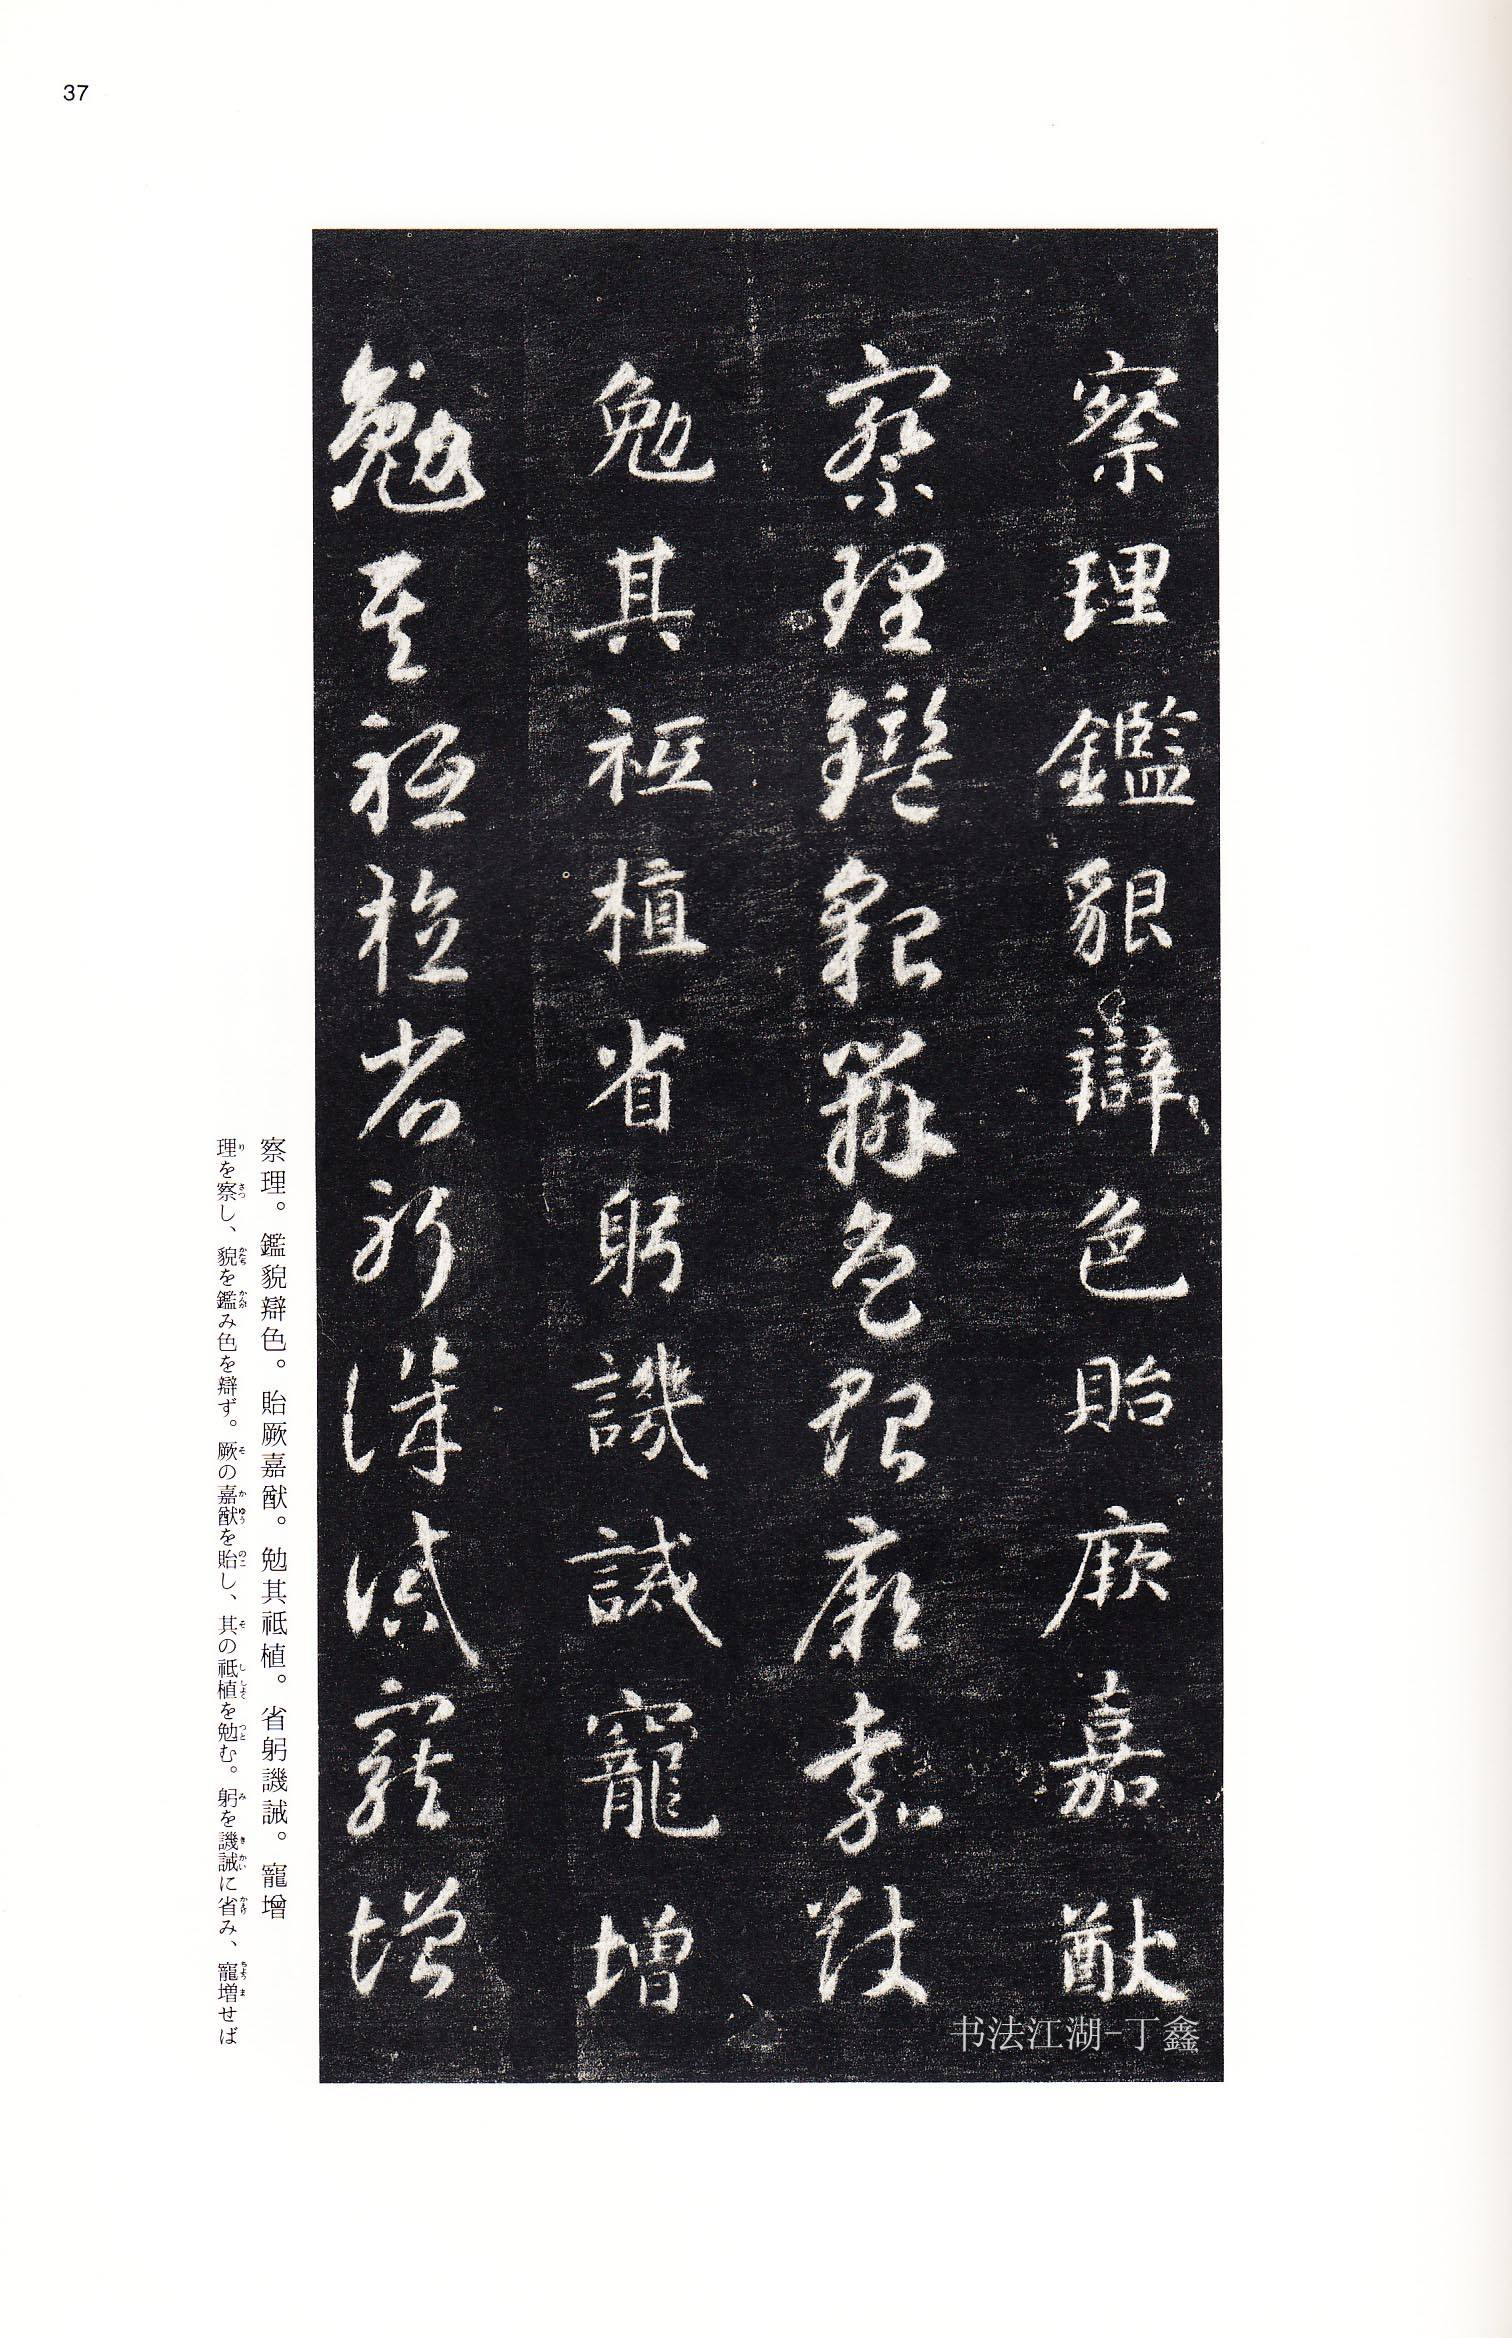 37
察理鑑貌辯色貽厥嘉猷
察理鑑貌辯色貽厥嘉猷
勉其祗植省躬譏誡寵增
勉其祗植省躬譏誡寵增
察理。鑑貌辯色。貽厥嘉猷。勉其祗植。省躬譏誡。寵增
理を察し、貌を鑑み色を辯ず。厥の嘉猷を貽し、其の祗植を勉む。躬を譏誡に省み、寵増せば
书法江湖-丁鑫